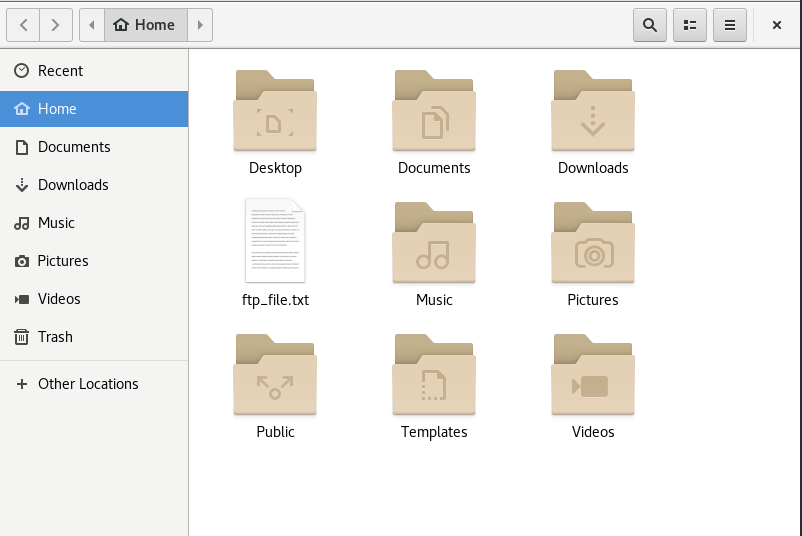 Home
Recent
Home
Documents
Downloads
Music
Pictures
Videos
Trash
Other Locations
Desktop
Documents
Downloads
ftp_file.txt
Music
Pictures
Public
Templates
Videos